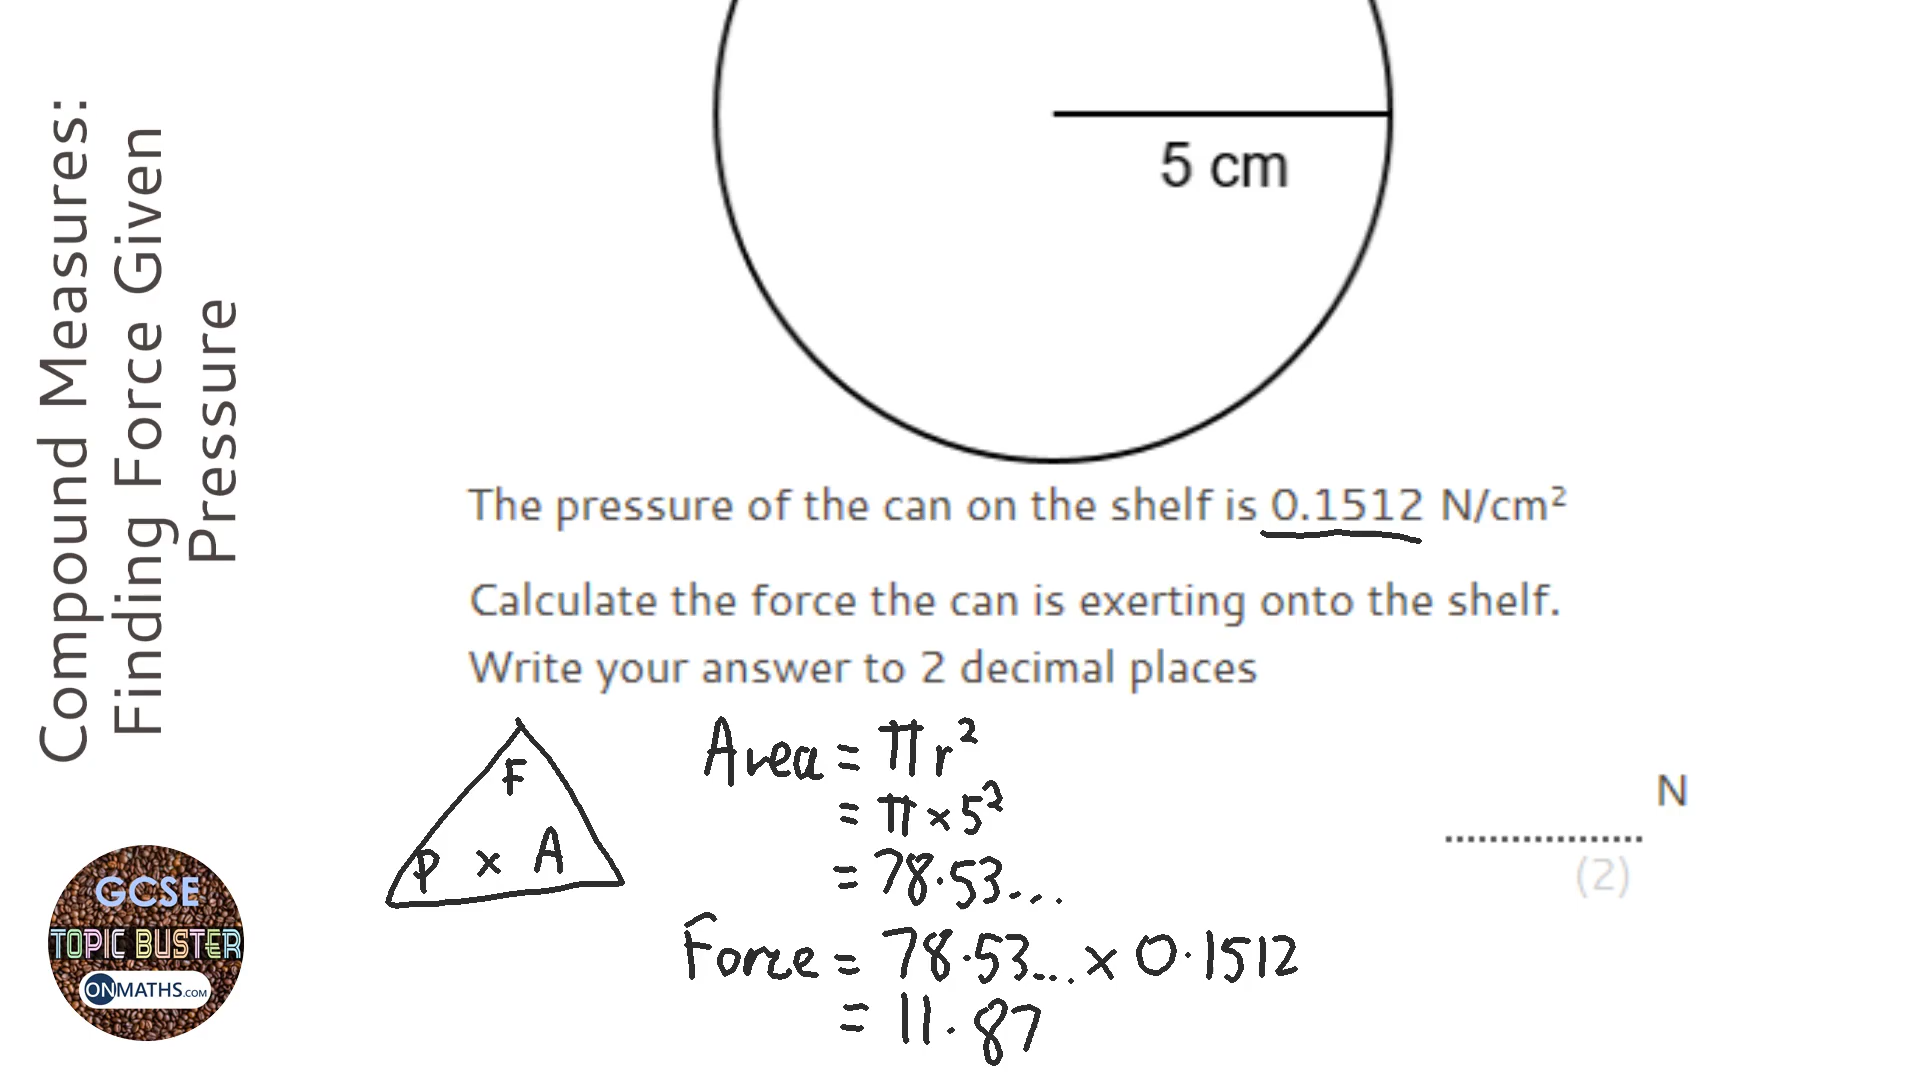 Compound Measures:
Finding Force Given
Pressure
5 cm
The pressure of the can on the shelf is 0.1512 N/cm²
Calculate the force the can is exerting onto the shelf.
Write your answer to 2 decimal places
F
P × A
Area = πr²
= π × 5²
= 78.53...
Force = 78.53... × 0.1512
= 11.87
N
..................
(2)
GCSE
TOPIC BUSTER
ONMATHS.COM